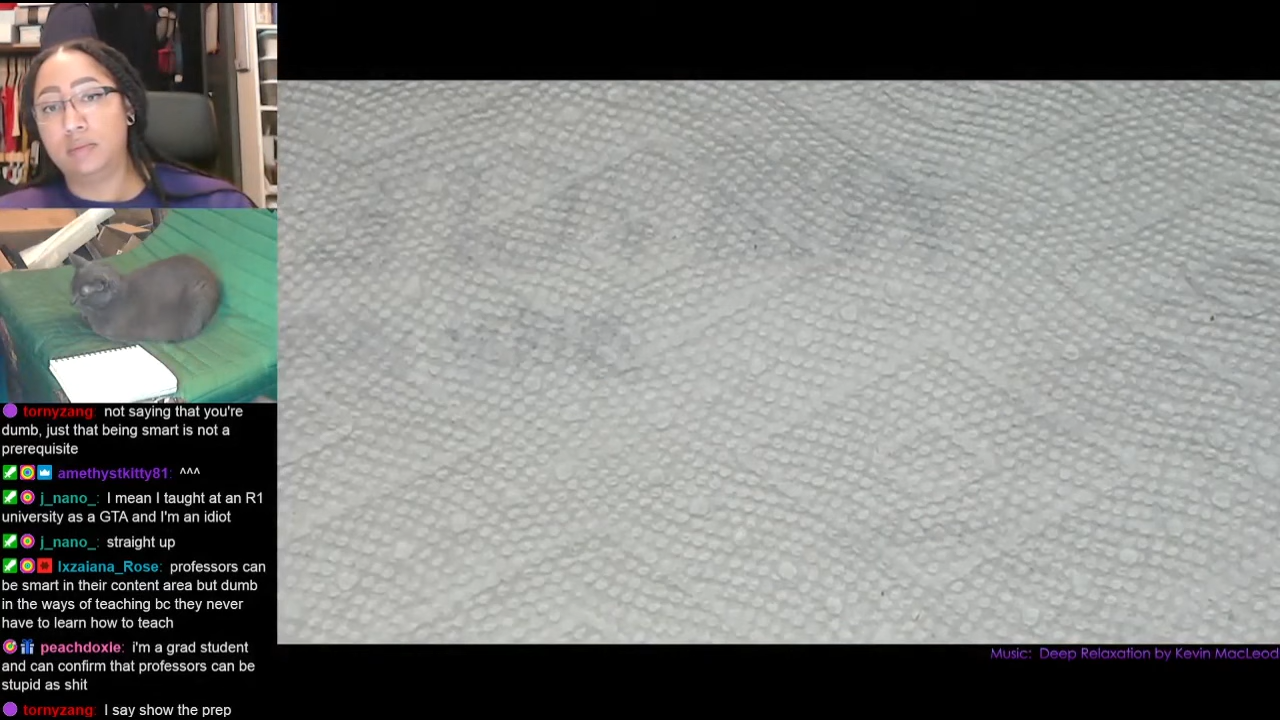 tornyzang: not saying that you're
dumb, just that being smart is not a
prerequisite
amethystkitty81: ^^^
j_nano_: I mean I taught at an R1
university as a GTA and I'm an idiot
j_nano_: straight up
Ixzaiana_Rose: professors can
be smart in their content area but dumb
in the ways of teaching bc they never
have to learn how to teach
peachdoxie: i'm a grad student
and can confirm that professors can be
stupid as shit
tornyzang: I say show the prep
Music: Deep Relaxation by Kevin MacLeod